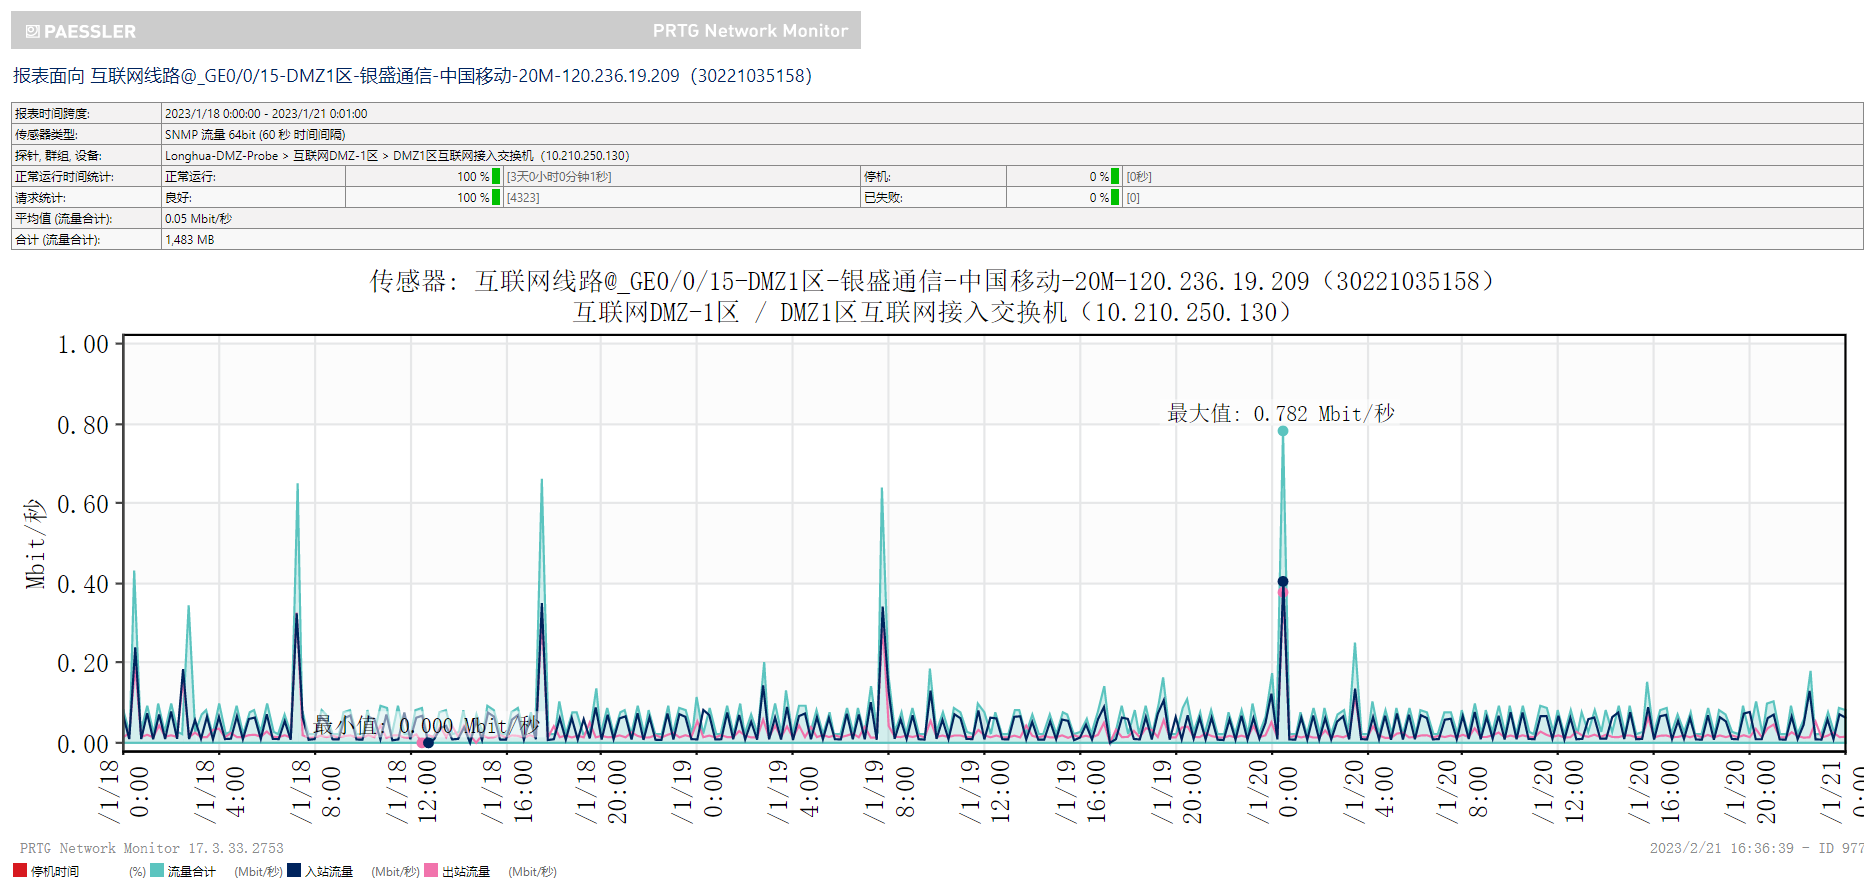 PAESSLER PRTG Network Monitor
报表面向 互联网线路@_GE0/0/15-DMZ1区-银盛通信-中国移动-20M-120.236.19.209（30221035158）
报表时间跨度: 2023/1/18 0:00:00 - 2023/1/21 0:01:00
传感器类型: SNMP 流量 64bit (60 秒 时间间隔)
探针, 群组, 设备: Longhua-DMZ-Probe > 互联网DMZ-1区 > DMZ1区互联网接入交换机（10.210.250.130）
正常运行时间统计: 正常运行: 100 % [3天0小时0分钟1秒] 停机: 0 % [0秒]
请求统计: 良好: 100 % [4323] 已失败: 0 % [0]
平均值 (流量合计): 0.05 Mbit/秒
合计 (流量合计): 1,483 MB
传感器: 互联网线路@_GE0/0/15-DMZ1区-银盛通信-中国移动-20M-120.236.19.209（30221035158）
互联网DMZ-1区 / DMZ1区互联网接入交换机（10.210.250.130）
1.00
0.80
0.60
0.40
0.20
0.00
Mbit/秒
最大值: 0.782 Mbit/秒
最小值: 0.000 Mbit/秒
/1/18 0:00
/1/18 4:00
/1/18 8:00
/1/18 12:00
/1/18 16:00
/1/18 20:00
/1/19 0:00
/1/19 4:00
/1/19 8:00
/1/19 12:00
/1/19 16:00
/1/19 20:00
/1/20 0:00
/1/20 4:00
/1/20 8:00
/1/20 12:00
/1/20 16:00
/1/20 20:00
/1/21 0:00
PRTG Network Monitor 17.3.33.2753 2023/2/21 16:36:39 - ID 977
停机时间 (%) 流量合计 (Mbit/秒) 入站流量 (Mbit/秒) 出站流量 (Mbit/秒)